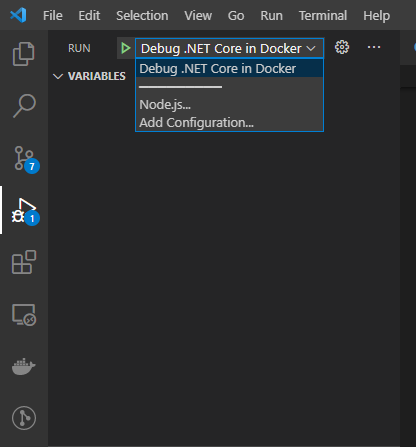 File Edit Selection View Go Run Terminal Help
RUN Debug .NET Core in Docker
Debug .NET Core in Docker
VARIABLES
Node.js...
Add Configuration...
7
1